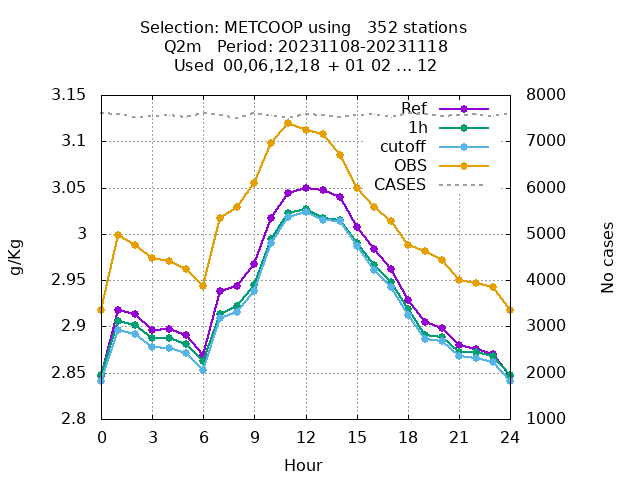 Selection: METCOOP using   352 stations
Q2m   Period: 20231108-20231118
Used  00,06,12,18 + 01 02 ... 12
3.15
3.1
3.05
3
2.95
2.9
2.85
2.8
g/Kg
Ref
1h
cutoff
OBS
CASES
8000
7000
6000
5000
4000
3000
2000
1000
No cases
0 3 6 9 12 15 18 21 24
Hour